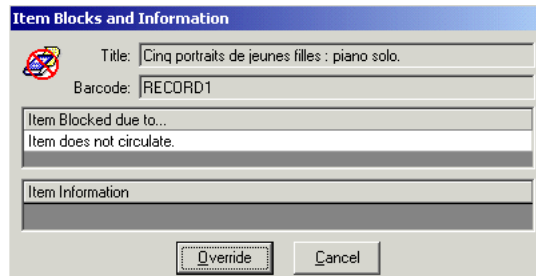 Item Blocks and Information
Title: Cinq portraits de jeunes filles : piano solo.
Barcode: RECORD1
Item Blocked due to...
Item does not circulate.
Item Information
Override Cancel